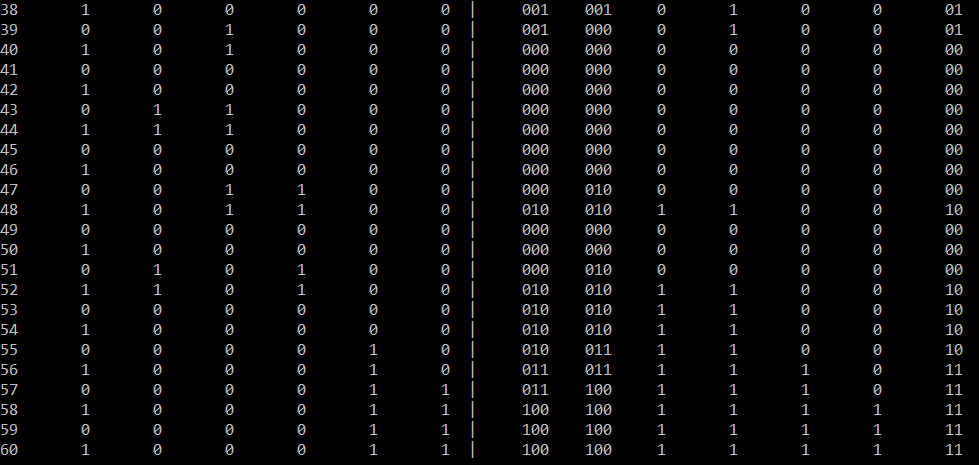 38 1 0 0 0 0 0 | 001 001 0 1 0 0 01
39 0 0 1 0 0 0 | 001 000 0 1 0 0 01
40 1 0 1 0 0 0 | 000 000 0 0 0 0 00
41 0 0 0 0 0 0 | 000 000 0 0 0 0 00
42 1 0 0 0 0 0 | 000 000 0 0 0 0 00
43 0 1 1 0 0 0 | 000 000 0 0 0 0 00
44 1 1 1 0 0 0 | 000 000 0 0 0 0 00
45 0 0 0 0 0 0 | 000 000 0 0 0 0 00
46 1 0 0 0 0 0 | 000 000 0 0 0 0 00
47 0 0 1 1 0 0 | 000 010 0 0 0 0 00
48 1 0 1 1 0 0 | 010 010 1 1 0 0 10
49 0 0 0 0 0 0 | 000 000 0 0 0 0 00
50 1 0 0 0 0 0 | 000 000 0 0 0 0 00
51 0 1 0 1 0 0 | 000 010 0 0 0 0 00
52 1 1 0 1 0 0 | 010 010 1 1 0 0 10
53 0 0 0 0 0 0 | 010 010 1 1 0 0 10
54 1 0 0 0 0 0 | 010 010 1 1 0 0 10
55 0 0 0 0 1 0 | 010 011 1 1 0 0 10
56 1 0 0 0 1 0 | 011 011 1 1 1 0 11
57 0 0 0 0 1 1 | 011 100 1 1 1 0 11
58 1 0 0 0 1 1 | 100 100 1 1 1 1 11
59 0 0 0 0 1 1 | 100 100 1 1 1 1 11
60 1 0 0 0 1 1 | 100 100 1 1 1 1 11